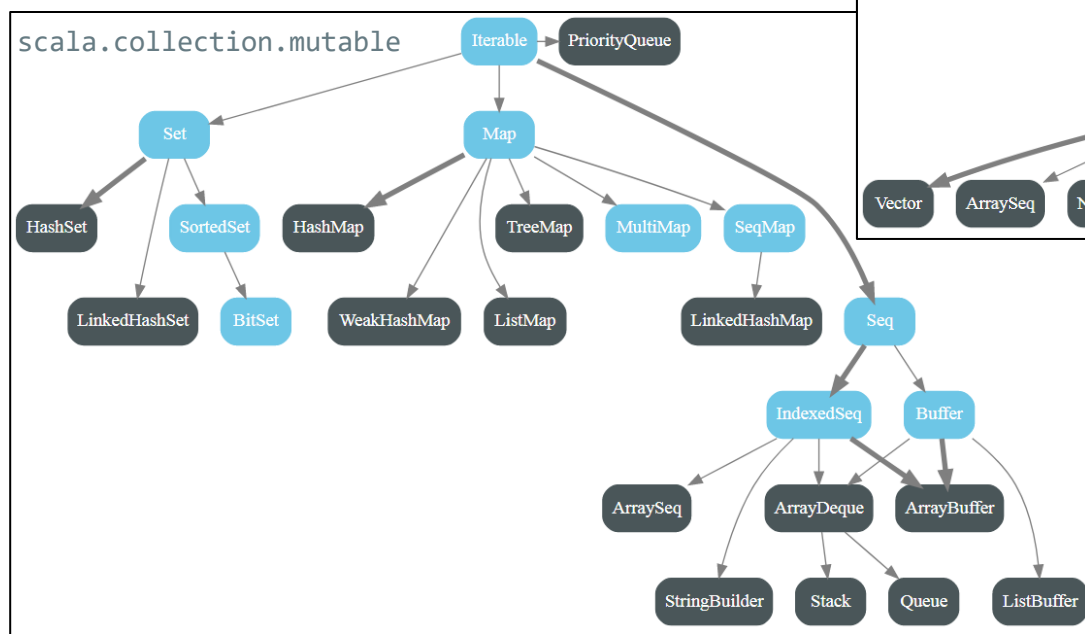 scala.collection.mutable
Iterable
PriorityQueue
Set
Map
Vector
ArraySeq
HashSet
SortedSet
HashMap
TreeMap
MultiMap
SeqMap
LinkedHashSet
BitSet
WeakHashMap
ListMap
LinkedHashMap
Seq
IndexedSeq
Buffer
ArraySeq
ArrayDeque
ArrayBuffer
StringBuilder
Stack
Queue
ListBuffer